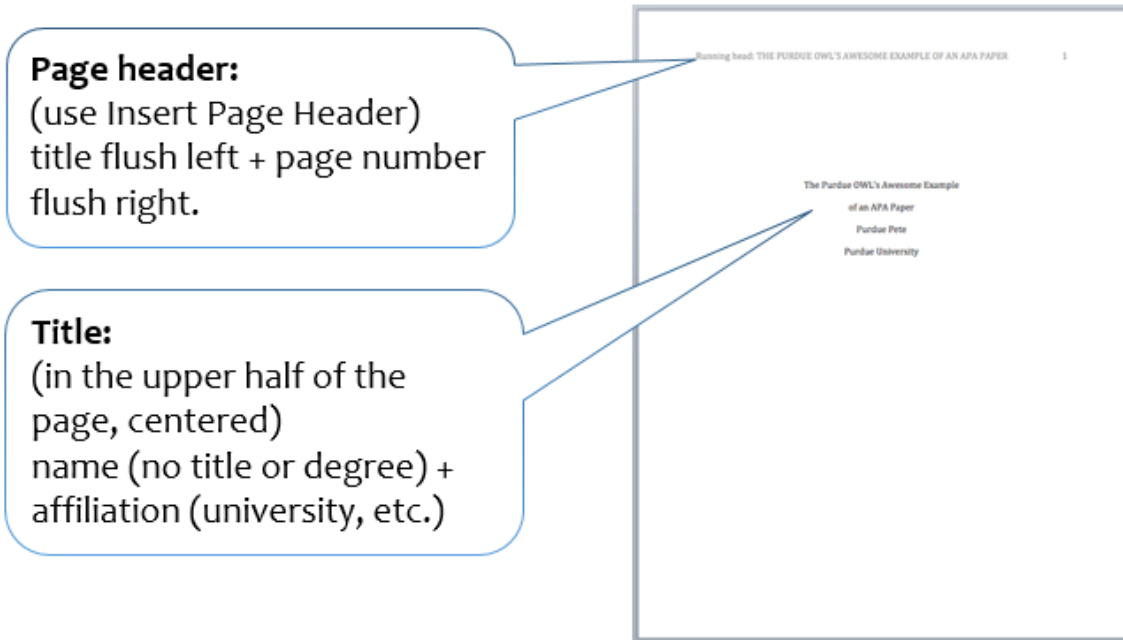 Page header:
(use Insert Page Header)
title flush left + page number
flush right.
Title:
(in the upper half of the
page, centered)
name (no title or degree) +
affiliation (university, etc.)
Running head: THE PURDUE OWL'S AWESOME EXAMPLE OF AN APA PAPER 1
The Purdue OWL's Awesome Example
of an APA Paper
Purdue Pete
Purdue University